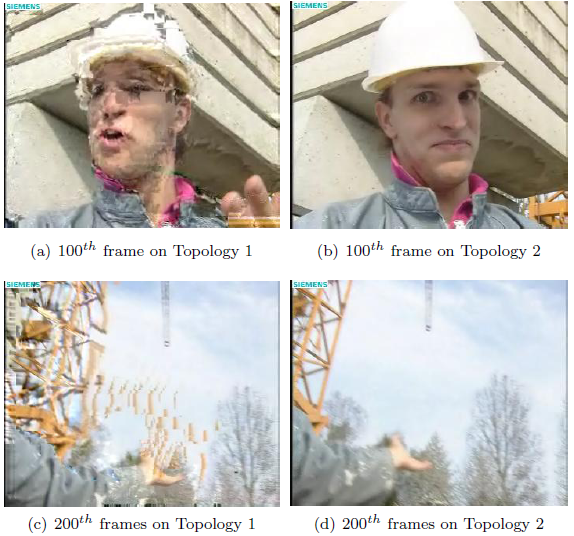 SIEMENS
SIEMENS
(a) 100th frame on Topology 1
(b) 100th frame on Topology 2
SIEMENS
SIEMENS
(c) 200th frames on Topology 1
(d) 200th frames on Topology 2